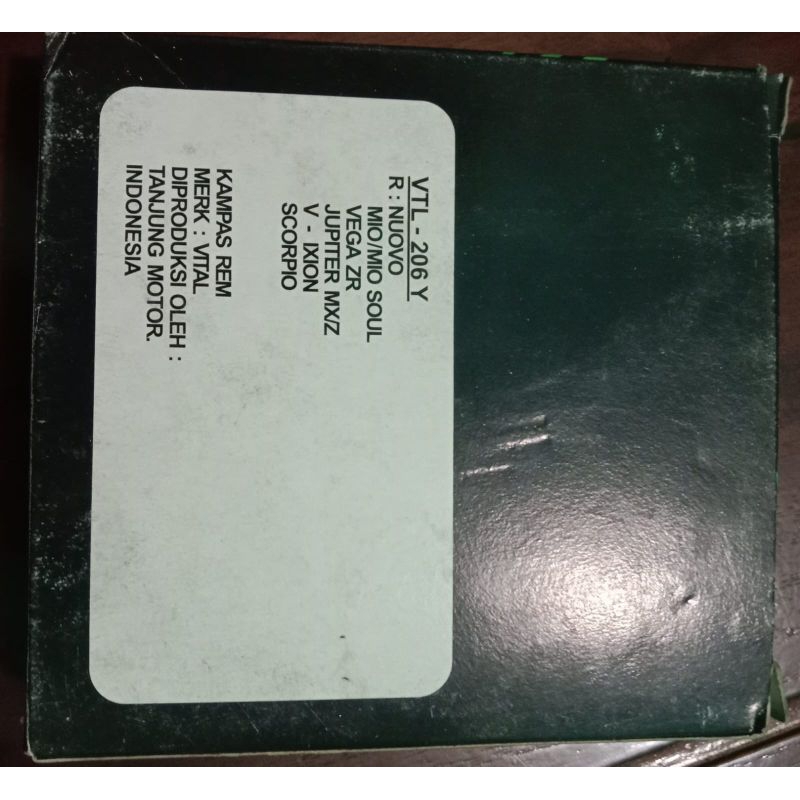 VTL - 206 Y
R : NUOVO
MIO/MIO SOUL
VEGA ZR
JUPITER MX/Z
V - IXION
SCORPIO
KAMPAS REM
MERK : VITAL
DIPRODUKSI OLEH :
TANJUNG MOTOR.
INDONESIA